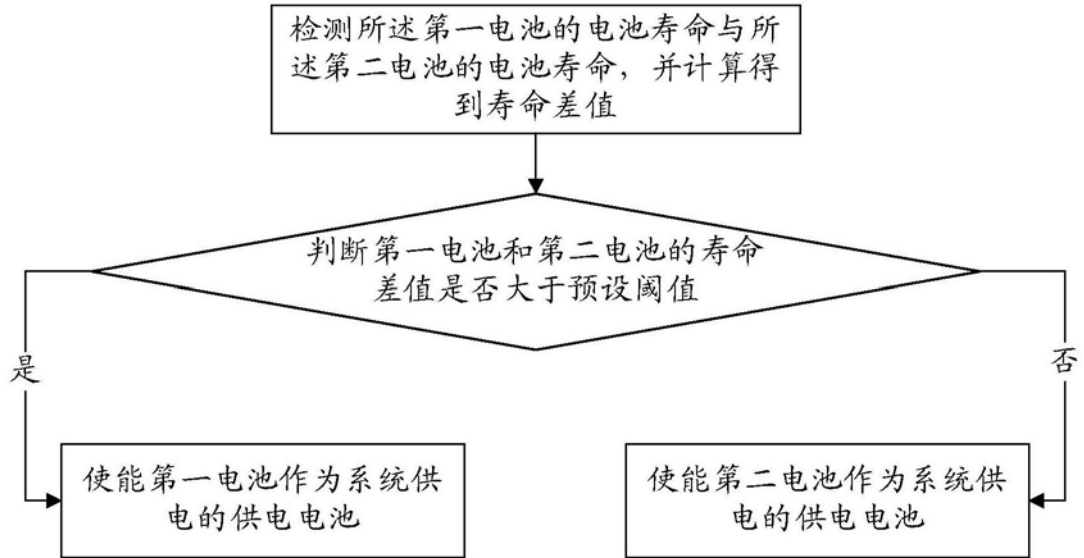 检测所述第一电池的电池寿命与所
述第二电池的电池寿命，并计算得
到寿命差值
判断第一电池和第二电池的寿命
差值是否大于预设阈值
是
否
使能第一电池作为系统供
电的供电电池
使能第二电池作为系统供
电的供电电池